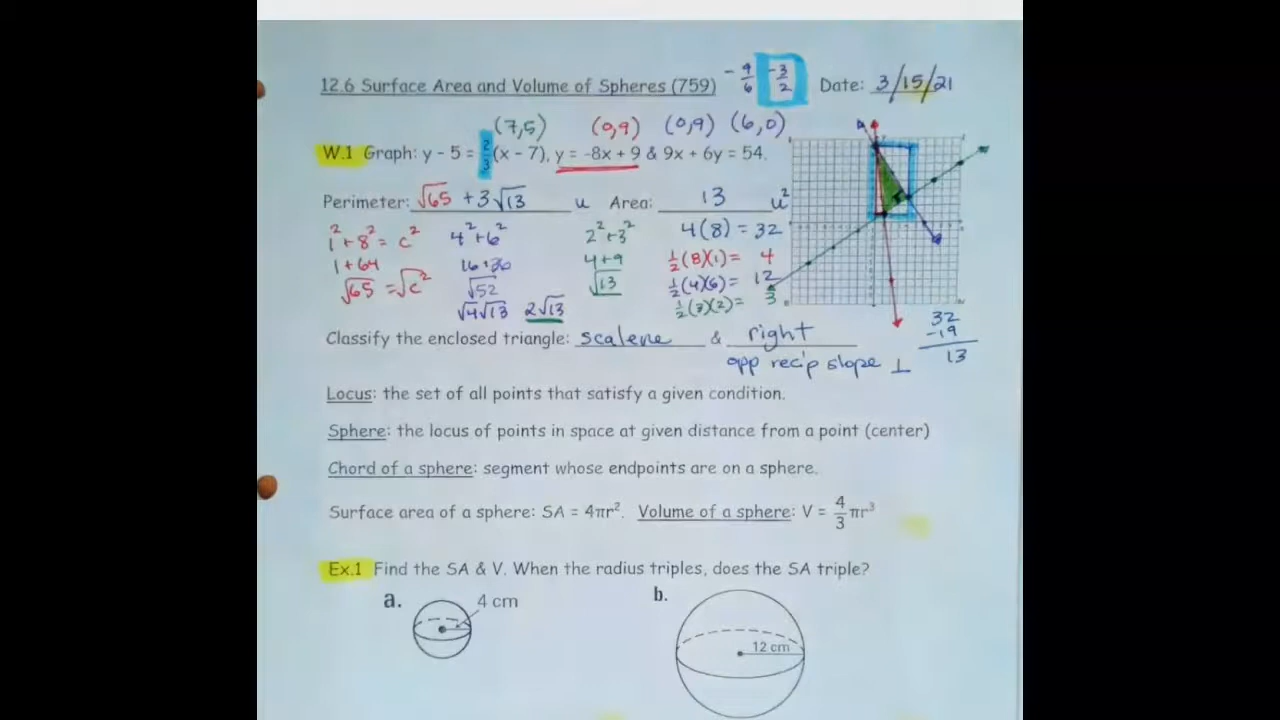 12.6 Surface Area and Volume of Spheres (759) - 9/6 -3/2 Date: 3/15/21
(7,5) (0,9) (0,9) (6,0)
W.1 Graph: y - 5 = 2/3 (x - 7), y = -8x + 9 & 9x + 6y = 54.
Perimeter: √65 + 3√13 u Area: 13 u²
1² + 8² = c² 4² + 6² 2² + 3² 4(8) = 32
1 + 64 16 + 36 4 + 9 ½(8)(1) = 4
√65 = √c² √52 √13 ½(4)(6) = 12
√4√13 2√13 ½(3)(2) = 3
32
-19
13
Classify the enclosed triangle: scalene & right
opp recip slope ⊥
Locus: the set of all points that satisfy a given condition.
Sphere: the locus of points in space at given distance from a point (center)
Chord of a sphere: segment whose endpoints are on a sphere.
Surface area of a sphere: SA = 4πr². Volume of a sphere: V = 4/3 πr³
Ex.1 Find the SA & V. When the radius triples, does the SA triple?
a. 4 cm
b. 12 cm